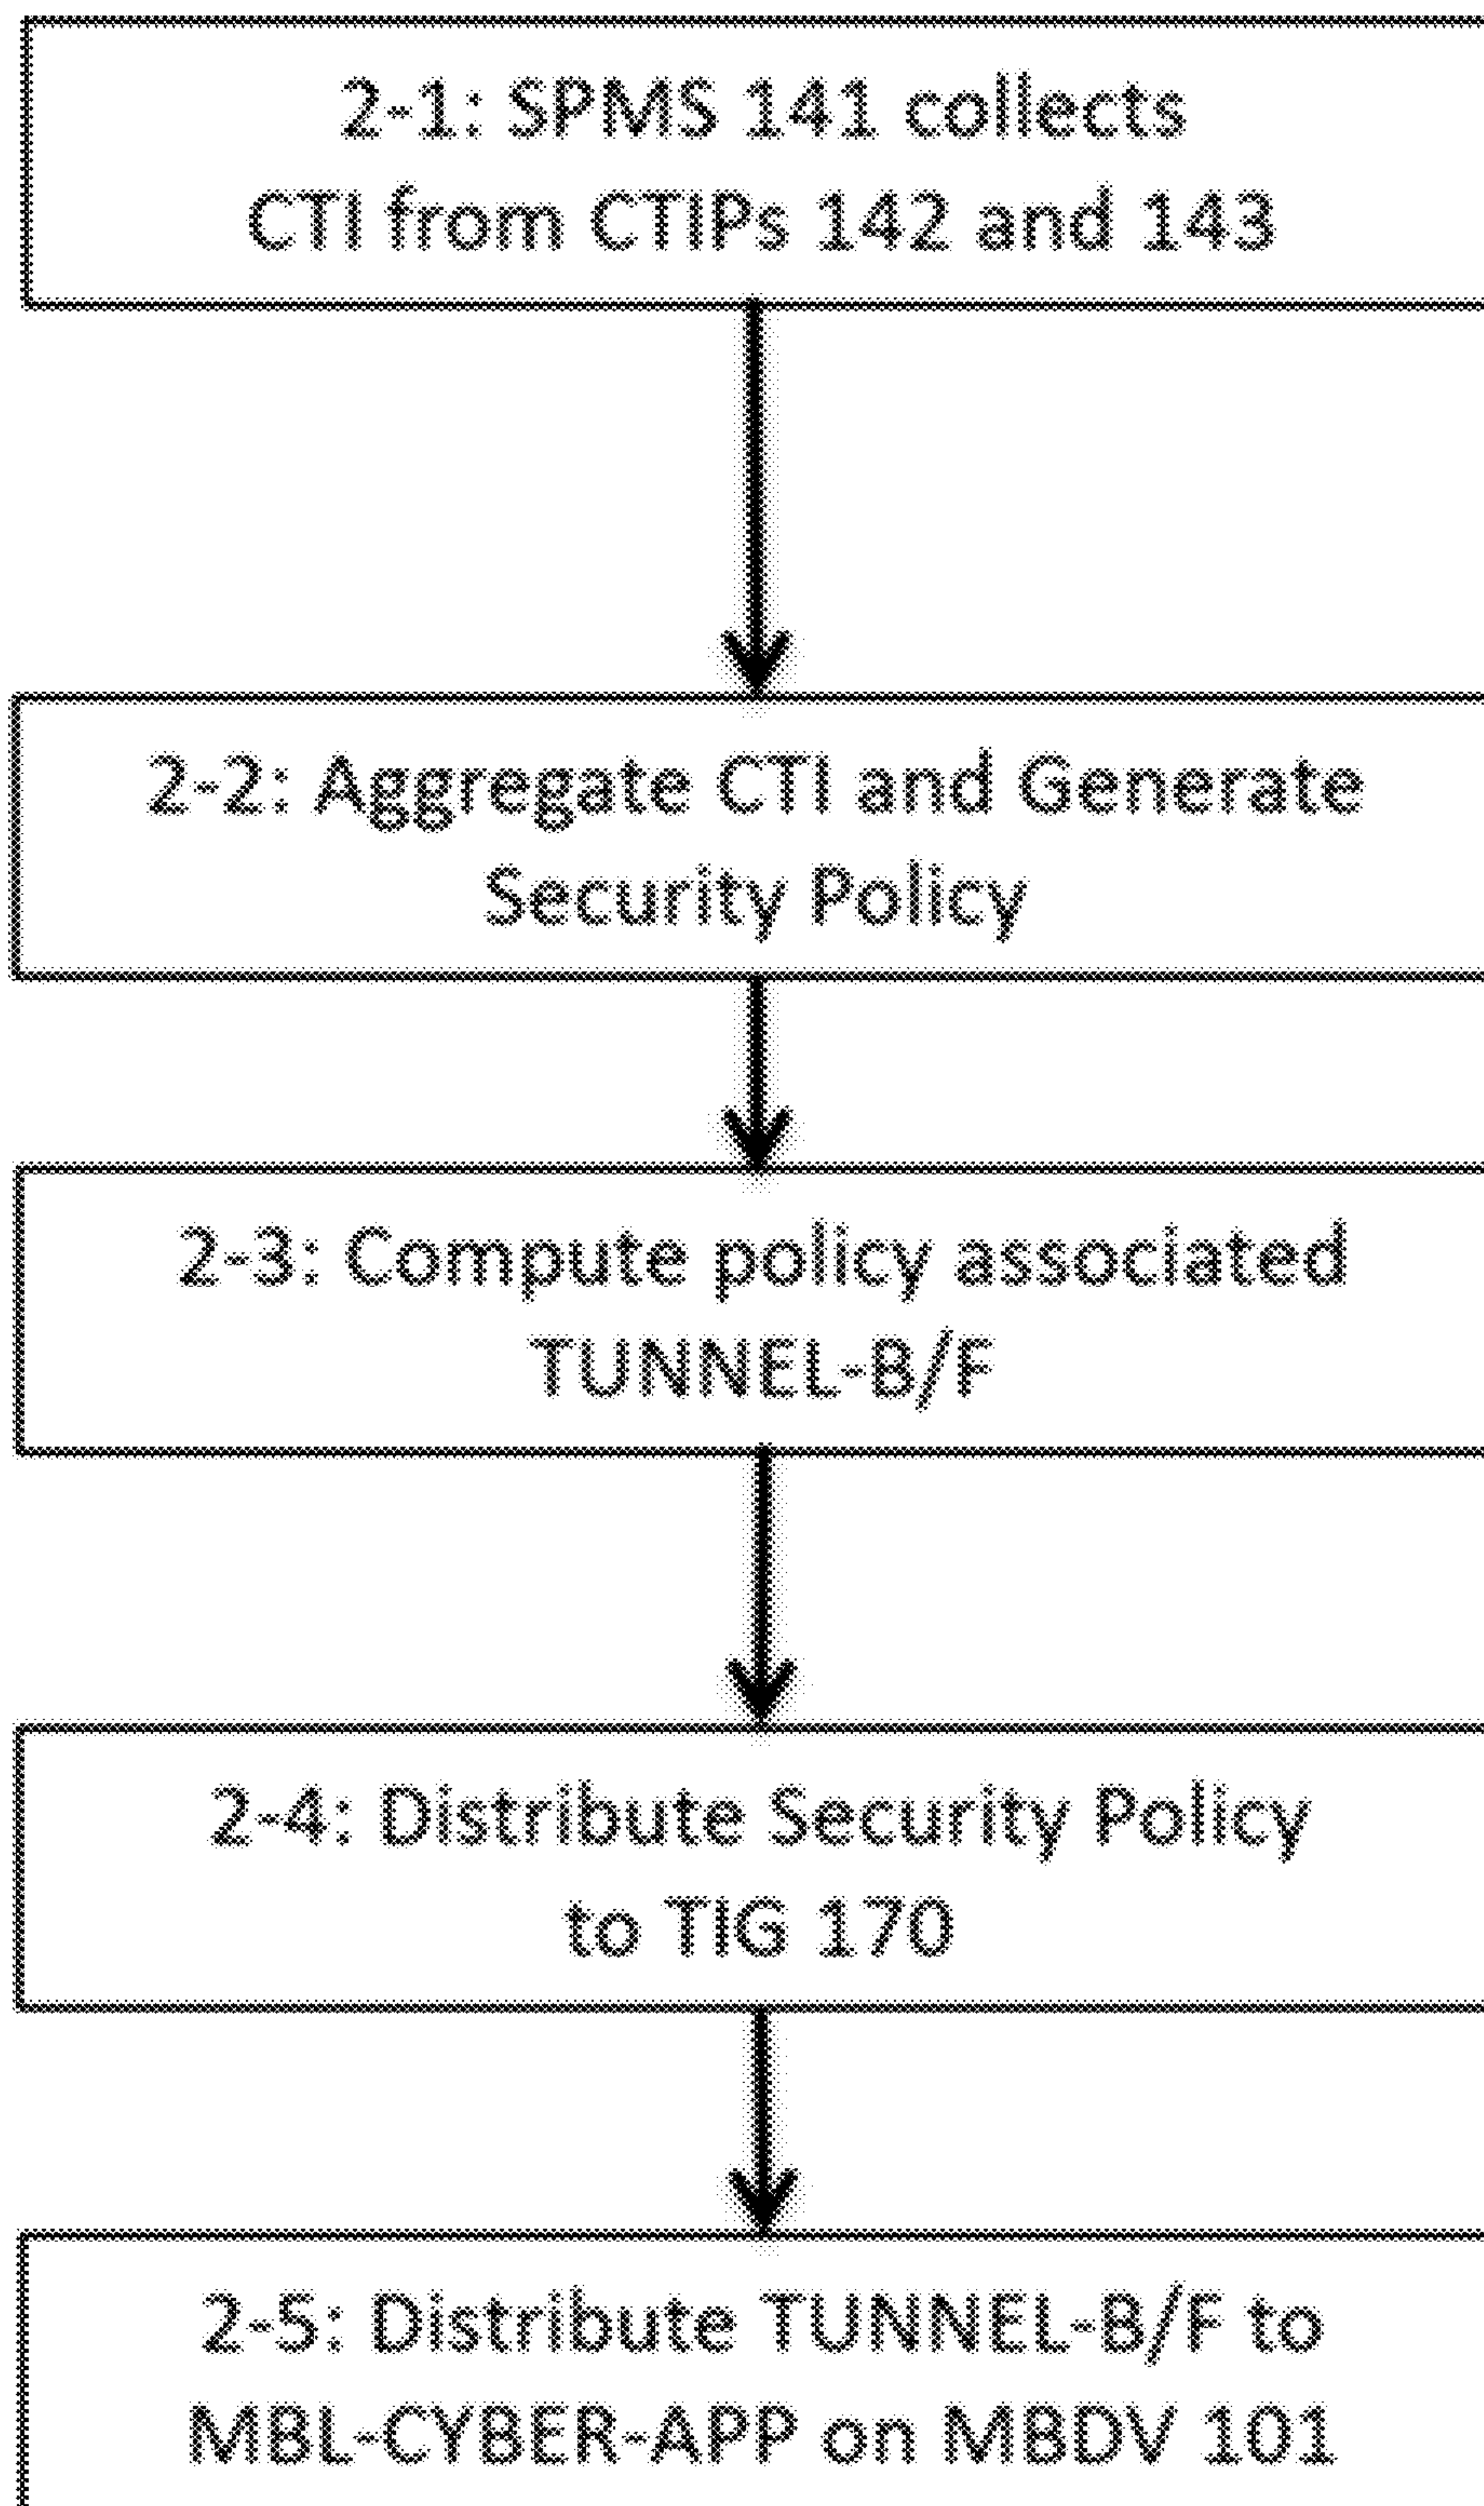 2-1: SPMS 141 collects
CTI from CTIPs 142 and 143
2-2: Aggregate CTI and Generate
Security Policy
2-3: Compute policy associated
TUNNEL-B/F
2-4: Distribute Security Policy
to TIG 170
2-5: Distribute TUNNEL-B/F to
MBL-CYBER-APP on MBDV 101